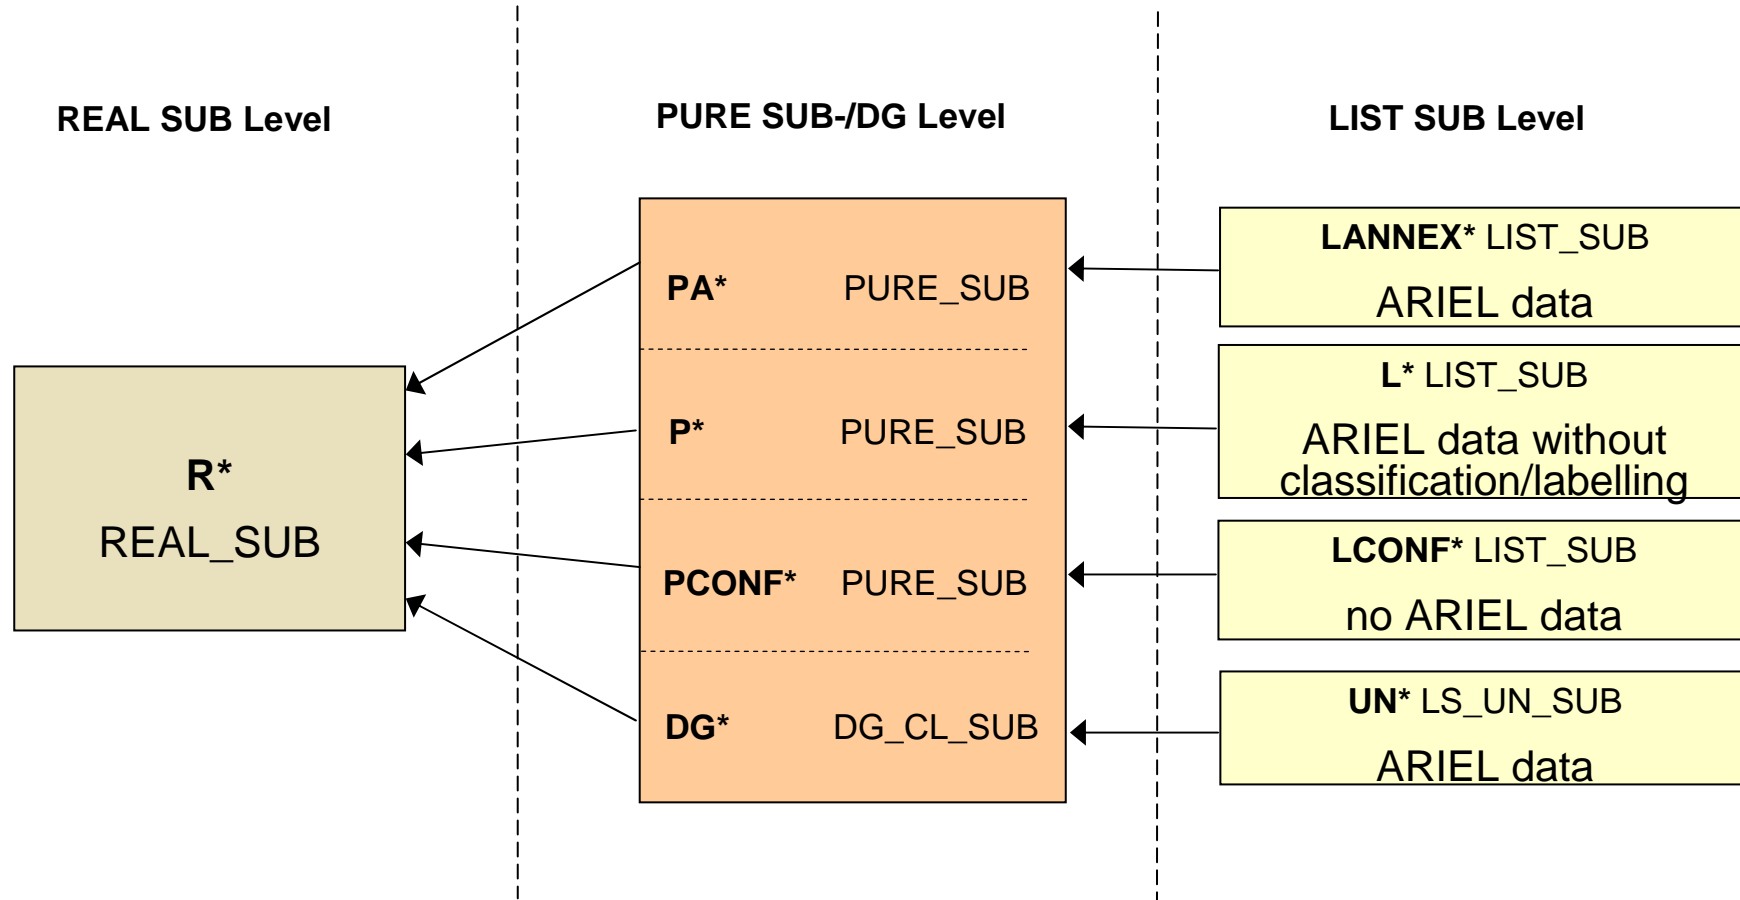 REAL SUB Level
PURE SUB-/DG Level
LIST SUB Level
R*
REAL_SUB
PA* PURE_SUB
P* PURE_SUB
PCONF* PURE_SUB
DG* DG_CL_SUB
LANNEX* LIST_SUB
ARIEL data
L* LIST_SUB
ARIEL data without
classification/labelling
LCONF* LIST_SUB
no ARIEL data
UN* LS_UN_SUB
ARIEL data